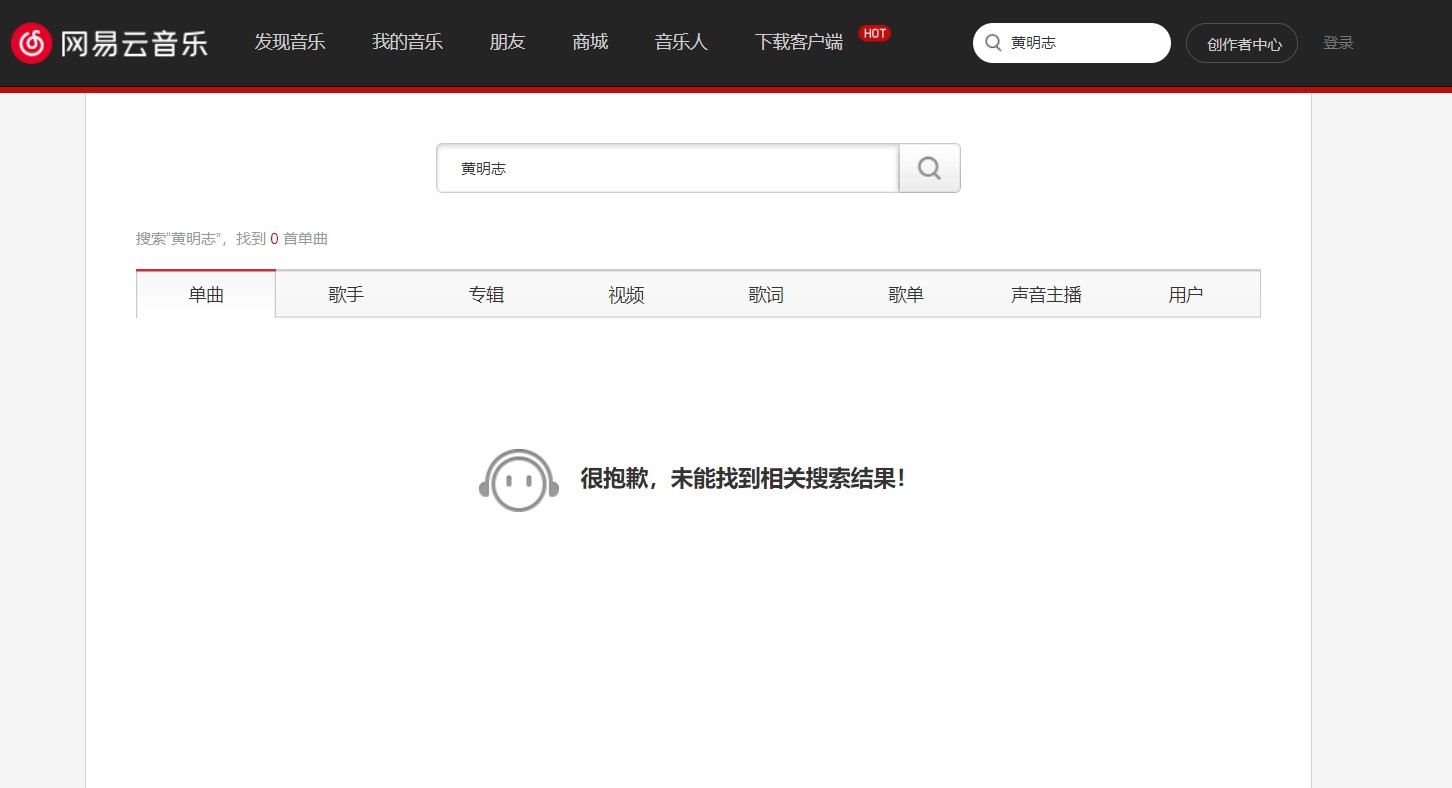 网易云音乐 发现音乐 我的音乐 朋友 商城 音乐人 下载客户端 HOT 黄明志 创作者中心 登录
黄明志
搜索"黄明志"，找到 0 首单曲
单曲 歌手 专辑 视频 歌词 歌单 声音主播 用户
很抱歉，未能找到相关搜索结果！